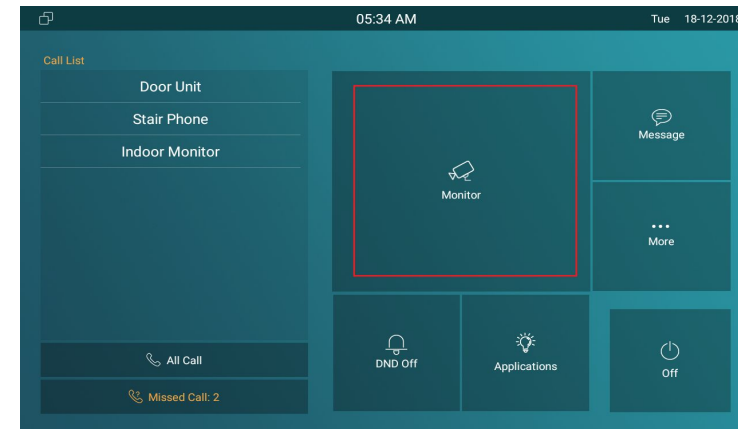 05:34 AM
Tue 18-12-2018
Call List
Door Unit
Stair Phone
Indoor Monitor
All Call
Missed Call: 2
Monitor
Message
More
DND Off
Applications
Off